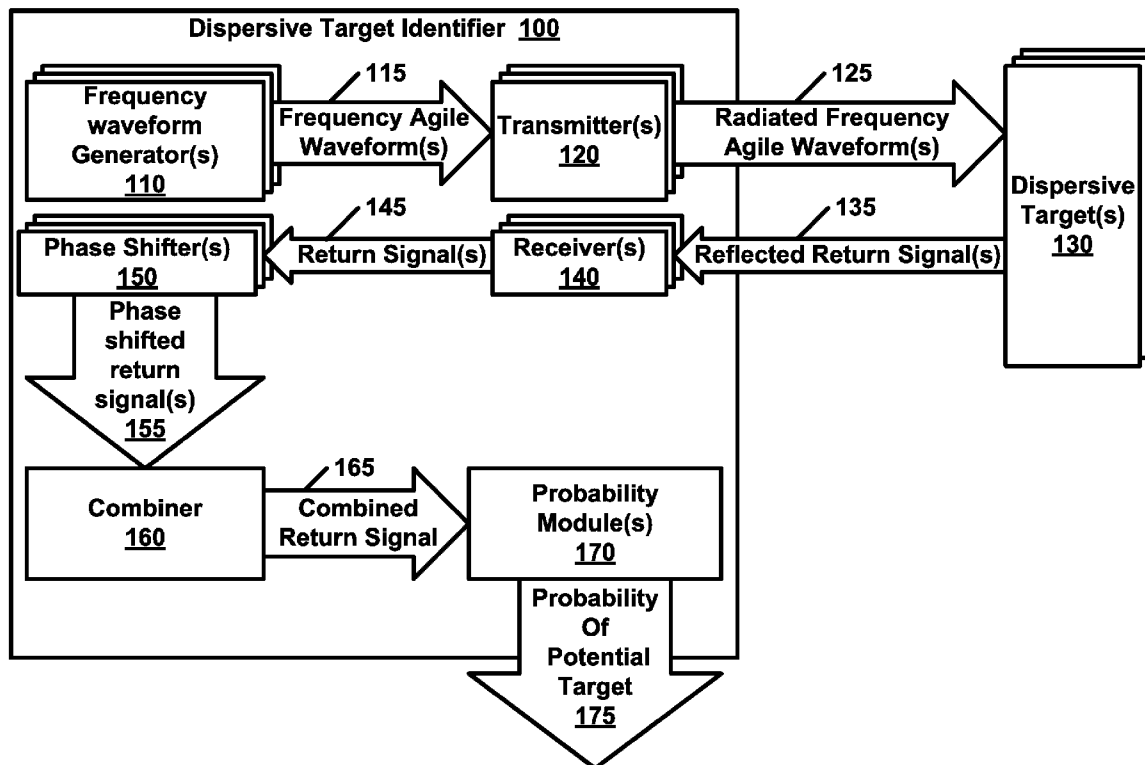 Dispersive Target Identifier 100
115
125
Frequency
waveform
Generator(s)
110
Frequency Agile
Waveform(s)
Transmitter(s)
120
Radiated Frequency
Agile Waveform(s)
Dispersive
Target(s)
130
145
135
Phase Shifter(s)
150
Return Signal(s)
Receiver(s)
140
Reflected Return Signal(s)
Phase
shifted
return
signal(s)
155
165
Combiner
160
Combined
Return Signal
Probability
Module(s)
170
Probability
Of
Potential
Target
175